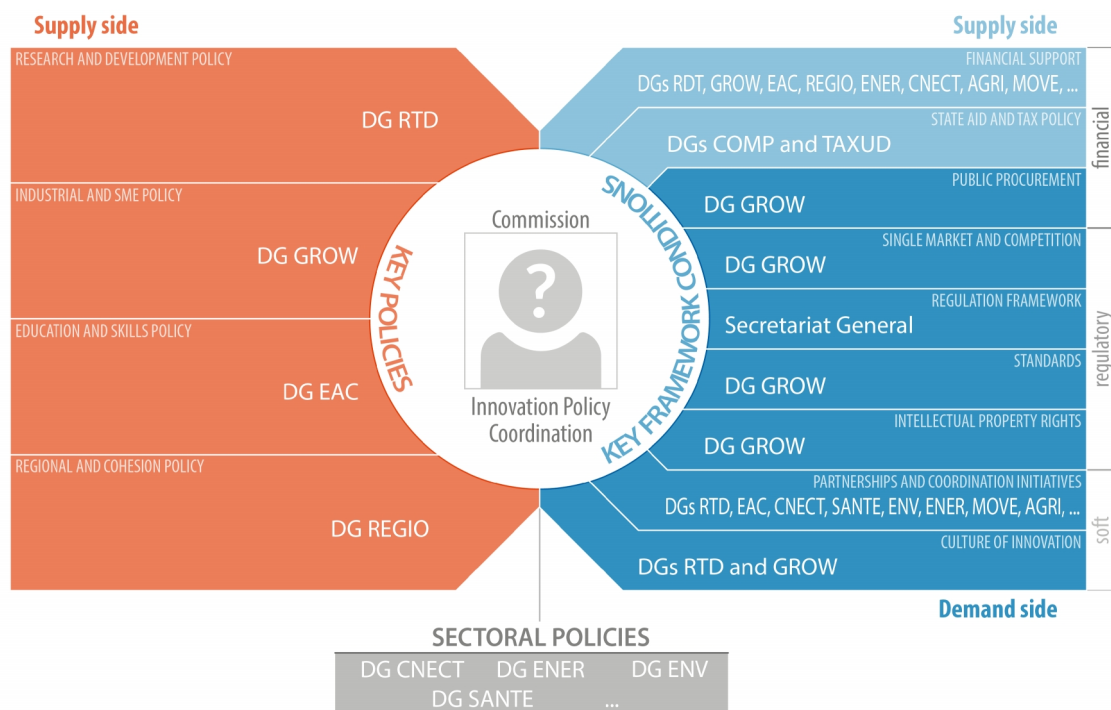 Supply side
RESEARCH AND DEVELOPMENT POLICY
DG RTD
INDUSTRIAL AND SME POLICY
DG GROW
EDUCATION AND SKILLS POLICY
DG EAC
REGIONAL AND COHESION POLICY
DG REGIO
KEY POLICIES
Commission
?
Innovation Policy
Coordination
KEY FRAMEWORK CONDITIONS
Supply side
FINANCIAL SUPPORT
DGs RDT, GROW, EAC, REGIO, ENER, CNECT, AGRI, MOVE, ...
STATE AID AND TAX POLICY
DGs COMP and TAXUD
PUBLIC PROCUREMENT
DG GROW
financial
SINGLE MARKET AND COMPETITION
DG GROW
REGULATION FRAMEWORK
Secretariat General
STANDARDS
DG GROW
INTELLECTUAL PROPERTY RIGHTS
DG GROW
regulatory
PARTNERSHIPS AND COORDINATION INITIATIVES
DGs RTD, EAC, CNECT, SANTE, ENV, ENER, MOVE, AGRI, ...
CULTURE OF INNOVATION
DGs RTD and GROW
soft
Demand side
SECTORAL POLICIES
DG CNECT DG ENER DG ENV
DG SANTE ...